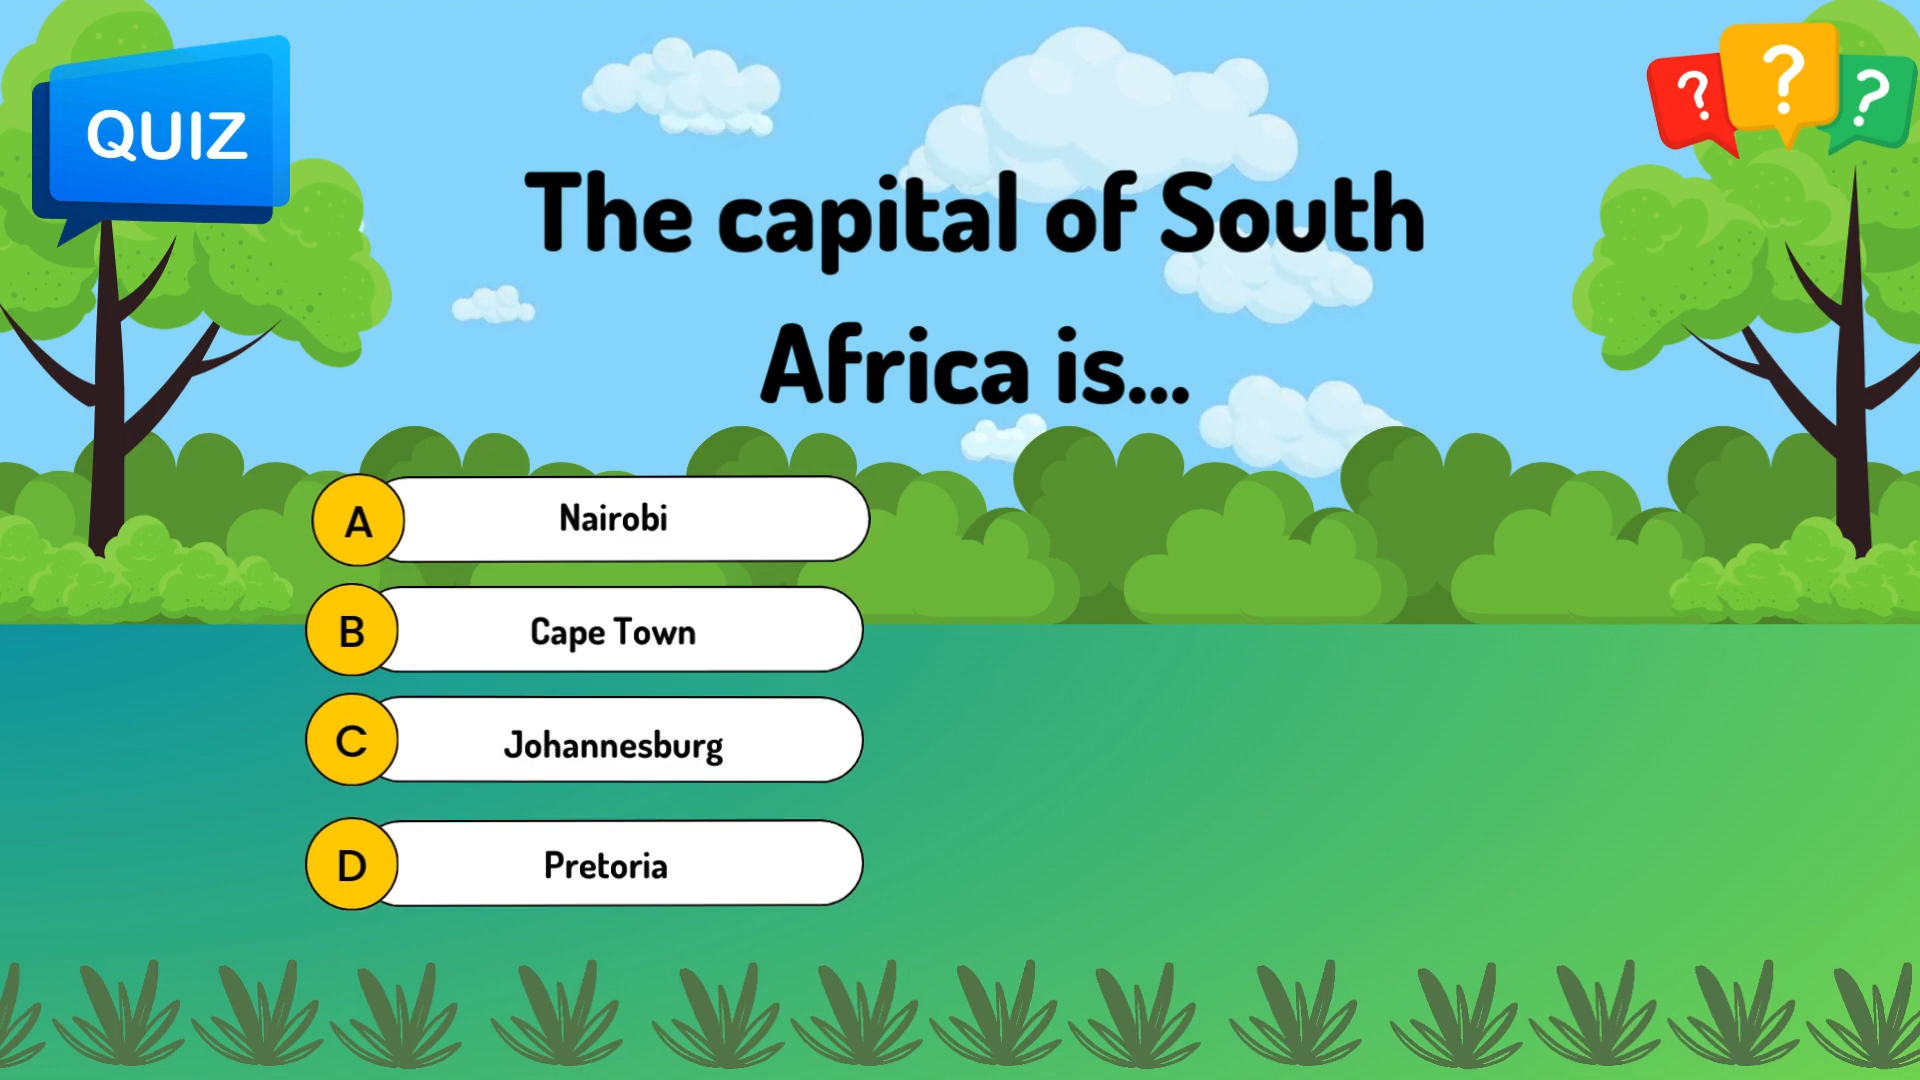 QUIZ
? ? ?
The capital of South
Africa is...
A Nairobi
B Cape Town
C Johannesburg
D Pretoria